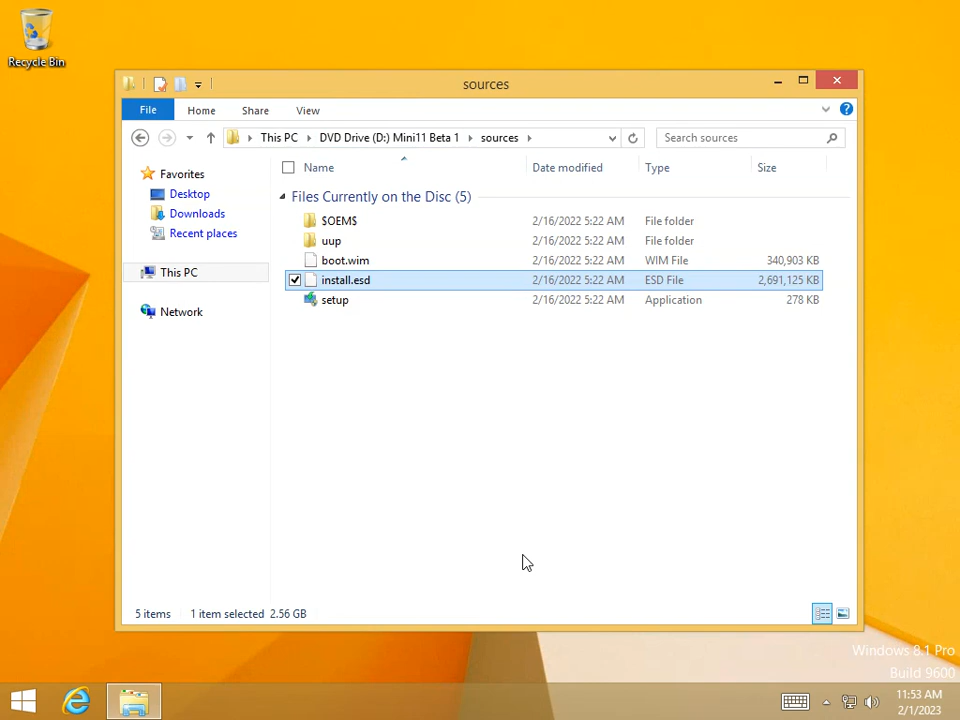 Recycle Bin
sources
File Home Share View
This PC DVD Drive (D:) Mini11 Beta 1 sources
Search sources
Favorites
Desktop
Downloads
Recent places
This PC
Network
Name Date modified Type Size
Files Currently on the Disc (5)
$OEM$ 2/16/2022 5:22 AM File folder
uup 2/16/2022 5:22 AM File folder
boot.wim 2/16/2022 5:22 AM WIM File 340,903 KB
install.esd 2/16/2022 5:22 AM ESD File 2,691,125 KB
setup 2/16/2022 5:22 AM Application 278 KB
5 items 1 item selected 2.56 GB
Windows 8.1 Pro
Build 9600
11:53 AM
2/1/2023